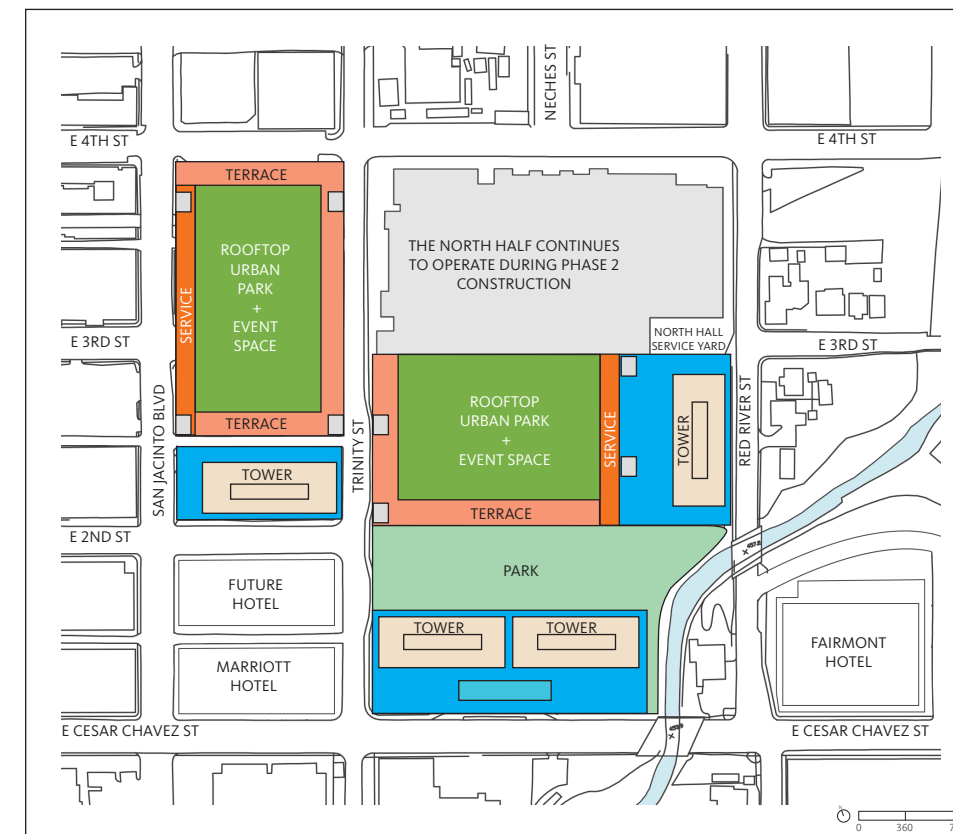 NECHES ST
E 4TH ST
E 4TH ST
TERRACE
ROOFTOP
URBAN
PARK
+
EVENT
SPACE
SERVICE
TERRACE
THE NORTH HALF CONTINUES
TO OPERATE DURING PHASE 2
CONSTRUCTION
NORTH HALL
SERVICE YARD
E 3RD ST
E 3RD ST
SAN JACINTO BLVD
TRINITY ST
RED RIVER ST
ROOFTOP
URBAN PARK
+
EVENT SPACE
SERVICE
TOWER
TERRACE
TOWER
E 2ND ST
PARK
FUTURE
HOTEL
TOWER
TOWER
MARRIOTT
HOTEL
FAIRMONT
HOTEL
E CESAR CHAVEZ ST
E CESAR CHAVEZ ST
N
0 360